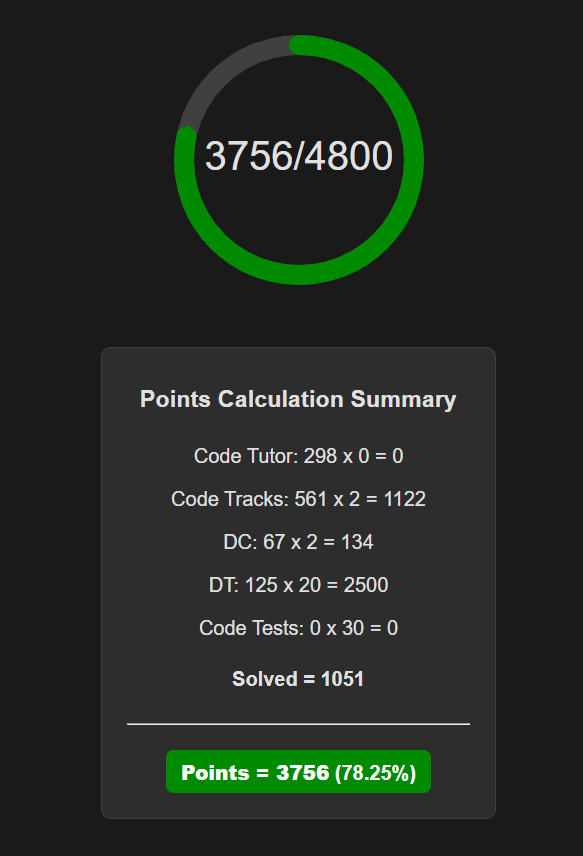 3756/4800
Points Calculation Summary
Code Tutor: 298 x 0 = 0
Code Tracks: 561 x 2 = 1122
DC: 67 x 2 = 134
DT: 125 x 20 = 2500
Code Tests: 0 x 30 = 0
Solved = 1051
Points = 3756 (78.25%)